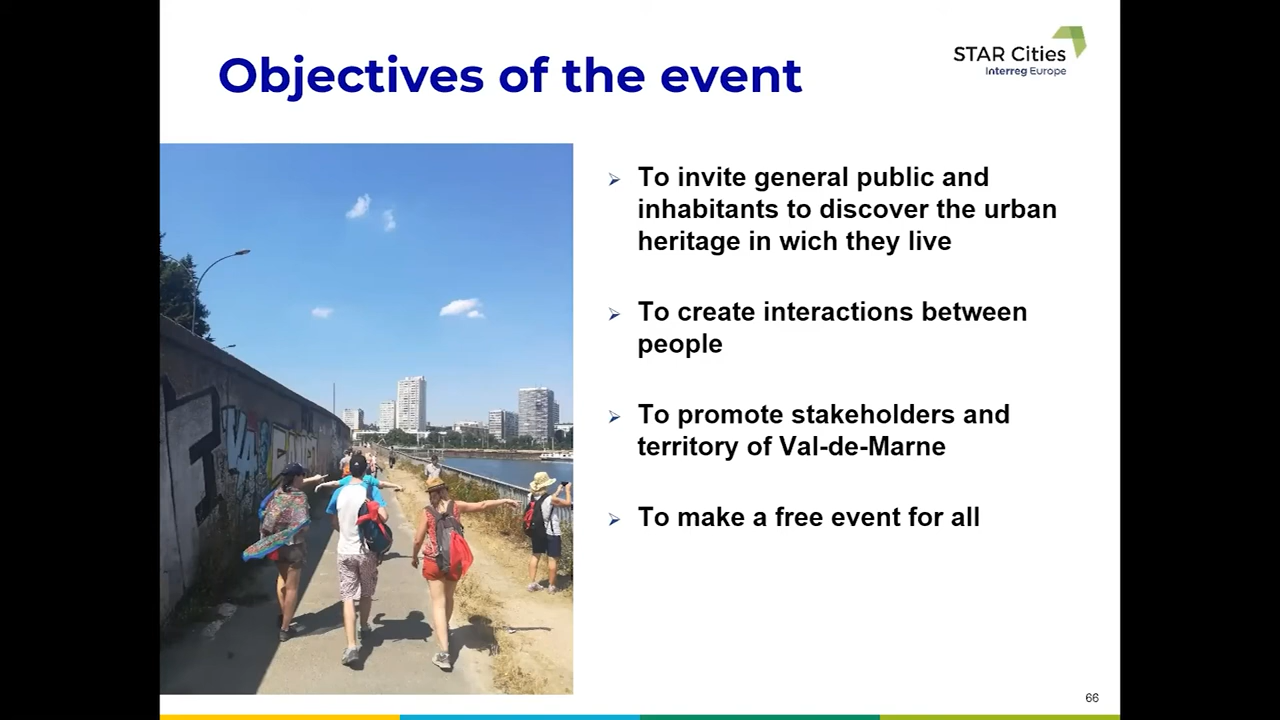 Objectives of the event
STAR Cities
Interreg Europe
To invite general public and
inhabitants to discover the urban
heritage in wich they live
To create interactions between
people
To promote stakeholders and
territory of Val-de-Marne
To make a free event for all
66